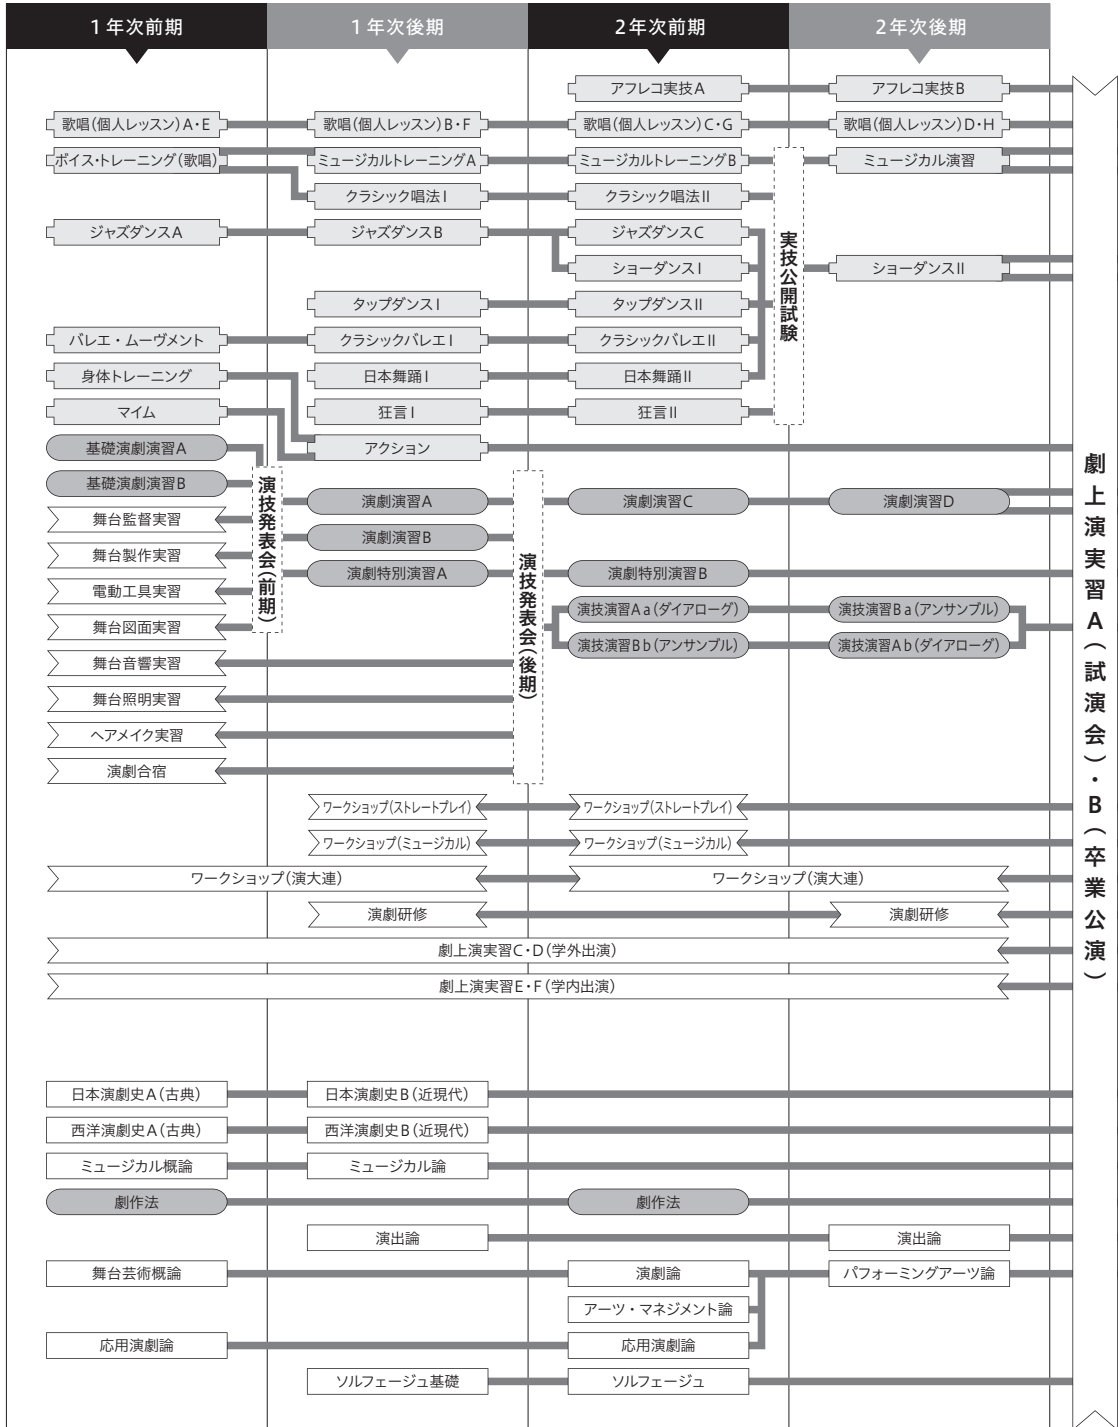 1年次前期 1年次後期 2年次前期 2年次後期
アフレコ実技A アフレコ実技B
歌唱(個人レッスン)A・E 歌唱(個人レッスン)B・F 歌唱(個人レッスン)C・G 歌唱(個人レッスン)D・H
ボイス・トレーニング(歌唱) ミュージカルトレーニングA ミュージカルトレーニングB ミュージカル演習
クラシック唱法I クラシック唱法II
ジャズダンスA ジャズダンスB ジャズダンスC
ショーダンスI ショーダンスII
タップダンスI タップダンスII
バレエ・ムーヴメント クラシックバレエI クラシックバレエII
身体トレーニング 日本舞踊I 日本舞踊II
マイム 狂言I 狂言II
実技公開試験
基礎演劇演習A アクション
基礎演劇演習B
演劇演習A 演劇演習C 演劇演習D
舞台監督実習
演劇演習B
舞台製作実習
演劇特別演習A 演劇特別演習B
電動工具実習
演技演習Aa(ダイアローグ) 演技演習Ba(アンサンブル)
舞台図面実習
演技演習Bb(アンサンブル) 演技演習Ab(ダイアローグ)
舞台音響実習
舞台照明実習
ヘアメイク実習
演劇合宿
演技発表会(前期)
演技発表会(後期)
ワークショップ(ストレートプレイ) ワークショップ(ストレートプレイ)
ワークショップ(ミュージカル) ワークショップ(ミュージカル)
ワークショップ(演大連) ワークショップ(演大連)
演劇研修 演劇研修
劇上演実習C・D(学外出演)
劇上演実習E・F(学内出演)
日本演劇史A(古典) 日本演劇史B(近現代)
西洋演劇史A(古典) 西洋演劇史B(近現代)
ミュージカル概論 ミュージカル論
劇作法 劇作法
演出論 演出論
舞台芸術概論 演劇論 パフォーミングアーツ論
アーツ・マネジメント論
応用演劇論 応用演劇論
ソルフェージュ基礎 ソルフェージュ
劇上演実習A(試演会)・B(卒業公演)